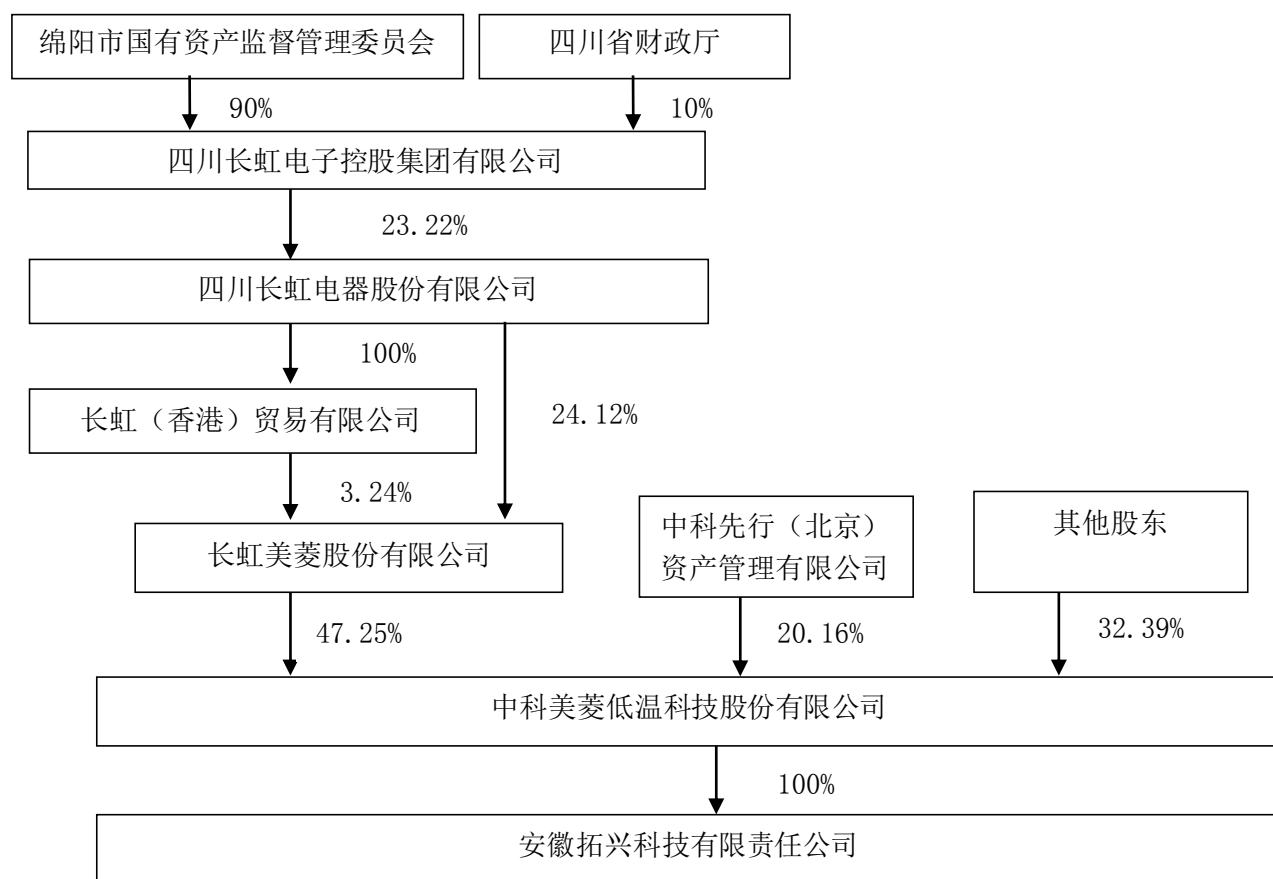 绵阳市国有资产监督管理委员会
四川省财政厅
90%
10%
四川长虹电子控股集团有限公司
23.22%
四川长虹电器股份有限公司
100%
24.12%
长虹（香港）贸易有限公司
3.24%
长虹美菱股份有限公司
中科先行（北京）
资产管理有限公司
其他股东
47.25%
20.16%
32.39%
中科美菱低温科技股份有限公司
100%
安徽拓兴科技有限责任公司